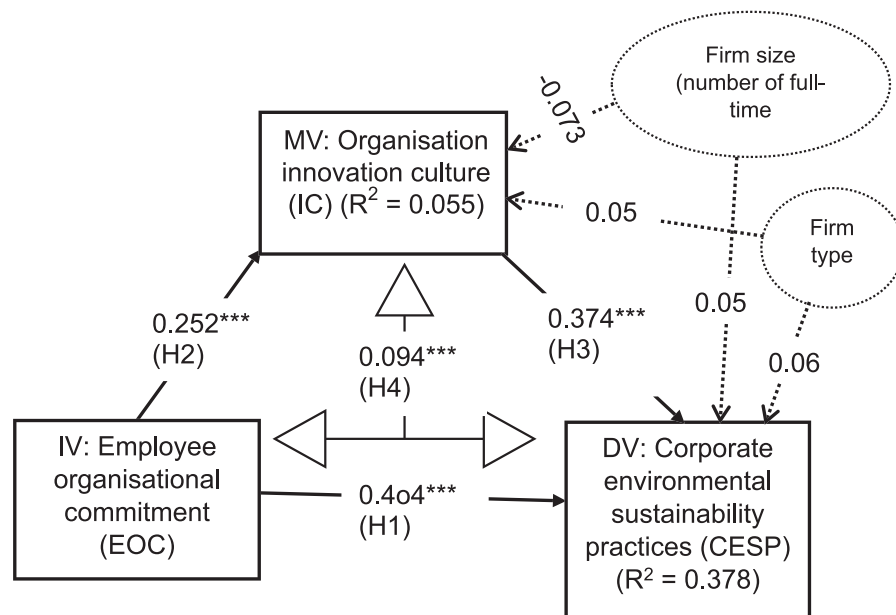 Firm size
(number of full-
time
-0.073
MV: Organisation
innovation culture
(IC) (R² = 0.055)
0.05
Firm
type
0.252***
(H2)
0.094***
(H4)
0.374***
(H3)
0.05
0.06
IV: Employee
organisational
commitment
(EOC)
0.4o4***
(H1)
DV: Corporate
environmental
sustainability
practices (CESP)
(R² = 0.378)